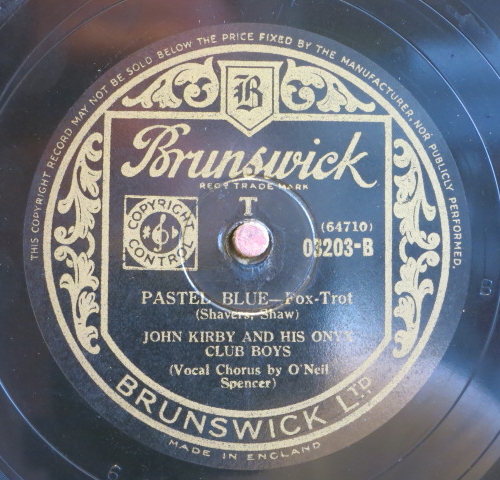 THIS COPYRIGHT RECORD MAY NOT BE SOLD BELOW THE PRICE FIXED BY THE MANUFACTURER, NOR PUBLICLY PERFORMED.
B
Brunswick
REGD TRADE MARK
T
COPYRIGHT
CONTROL
(64710)
03203-B
PASTEL BLUE—Fox-Trot
(Shavers, Shaw)
JOHN KIRBY AND HIS ONYX
CLUB BOYS
(Vocal Chorus by O'Neil
Spencer)
BRUNSWICK LTD
MADE IN ENGLAND
6
B